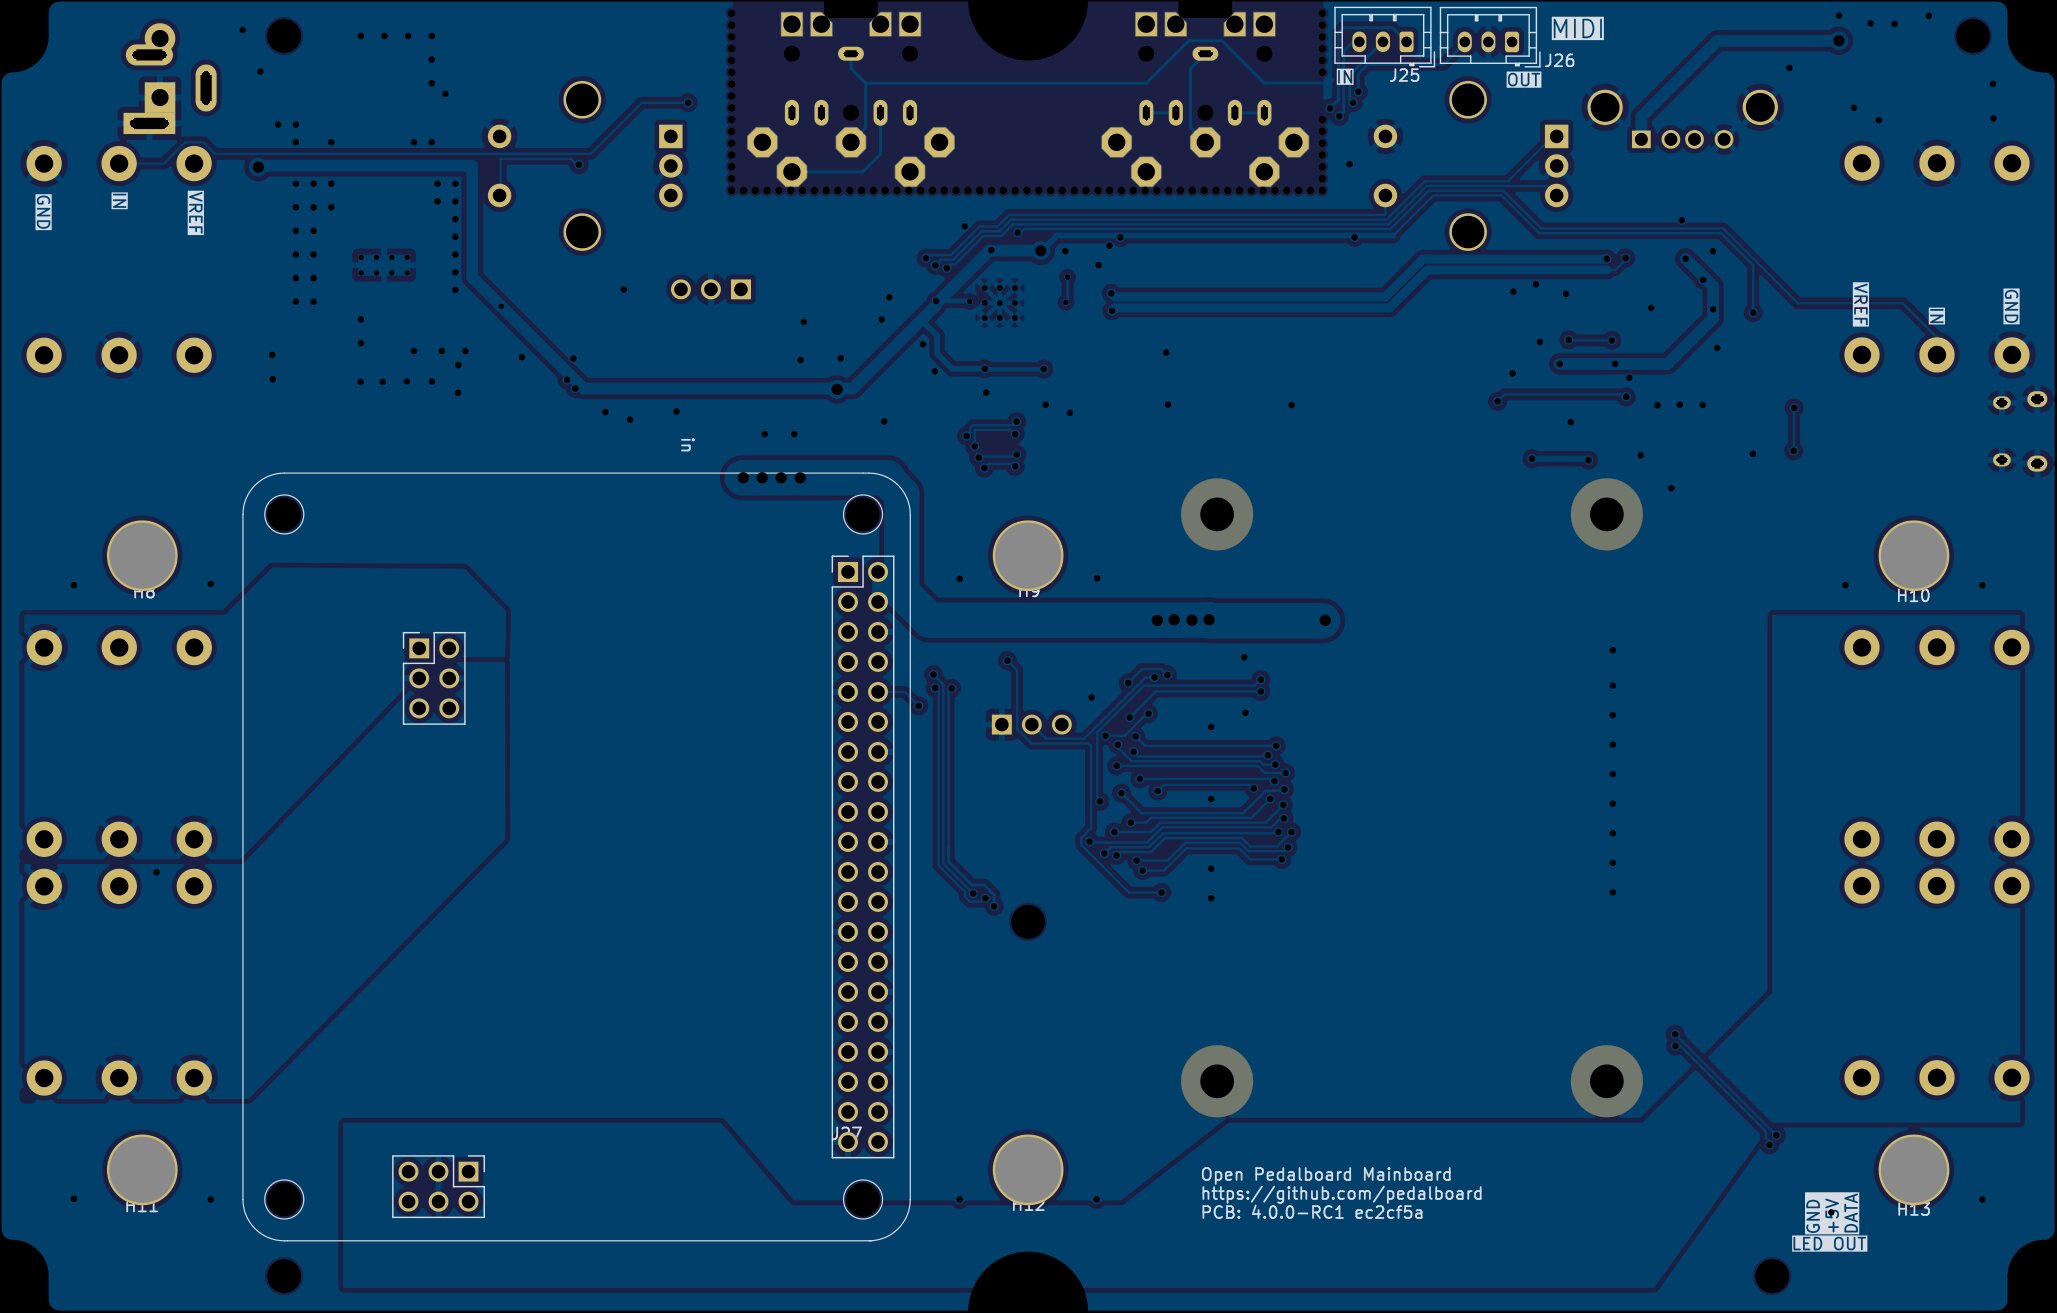 MIDI
J26
IN
J25
OUT
GND
IN
VREF
VREF
IN
GND
in
H8
H9
H10
J27
Open Pedalboard Mainboard
https://github.com/pedalboard
PCB: 4.0.0-RC1 ec2cf5a
H11
H12
H13
GND
+5V
DATA
LED OUT